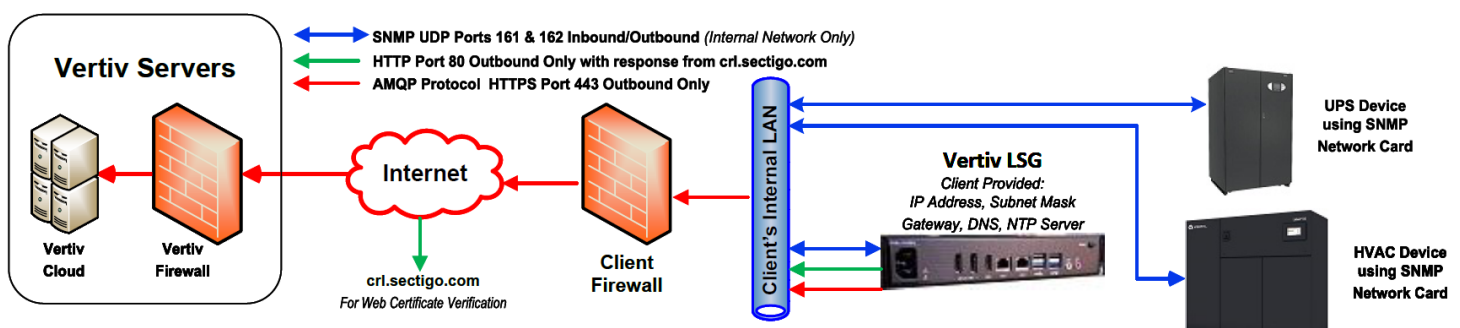 Vertiv Servers
SNMP UDP Ports 161 & 162 Inbound/Outbound (Internal Network Only)
HTTP Port 80 Outbound Only with response from crl.sectigo.com
AMQP Protocol HTTPS Port 443 Outbound Only
Vertiv
Cloud
Vertiv
Firewall
Internet
crl.sectigo.com
For Web Certificate Verification
Client
Firewall
Client's Internal LAN
Vertiv LSG
Client Provided:
IP Address, Subnet Mask
Gateway, DNS, NTP Server
UPS Device
using SNMP
Network Card
HVAC Device
using SNMP
Network Card